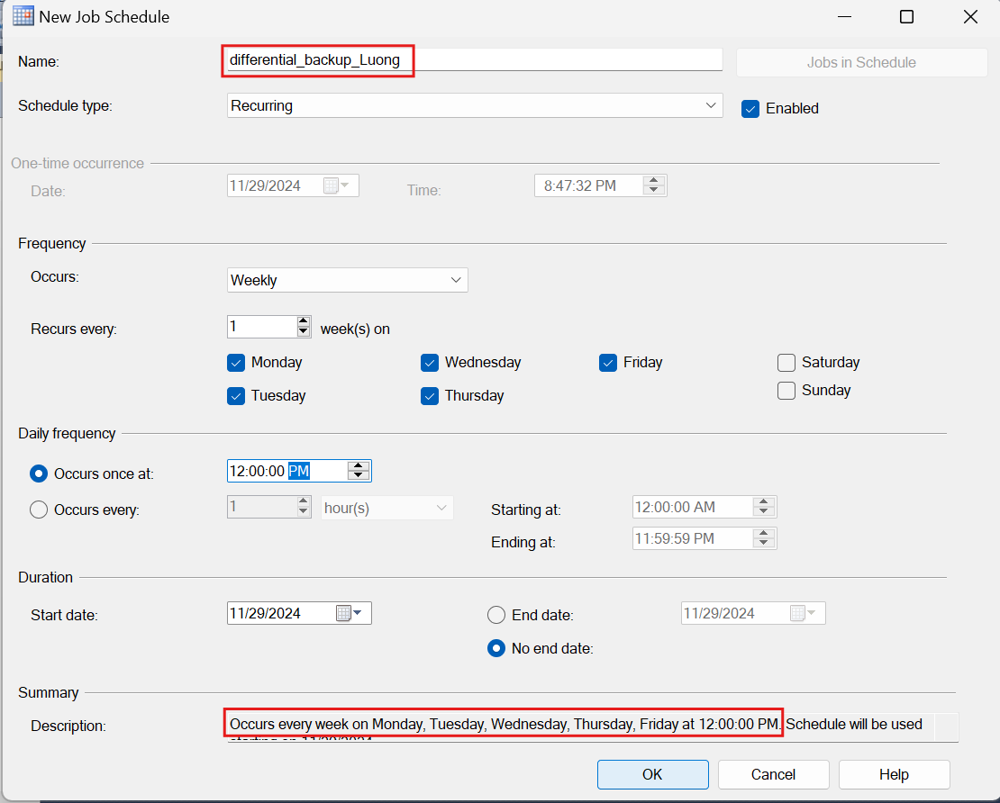 New Job Schedule
Name: differential_backup_Luong Jobs in Schedule
Schedule type: Recurring Enabled
One-time occurrence
Date: 11/29/2024 Time: 8:47:32 PM
Frequency
Occurs: Weekly
Recurs every: 1 week(s) on
Monday Wednesday Friday Saturday
Tuesday Thursday Sunday
Daily frequency
Occurs once at: 12:00:00 PM
Occurs every: 1 hour(s) Starting at: 12:00:00 AM
Ending at: 11:59:59 PM
Duration
Start date: 11/29/2024 End date: 11/29/2024
No end date:
Summary
Description: Occurs every week on Monday, Tuesday, Wednesday, Thursday, Friday at 12:00:00 PM. Schedule will be used
starting on 11/29/2024
OK Cancel Help